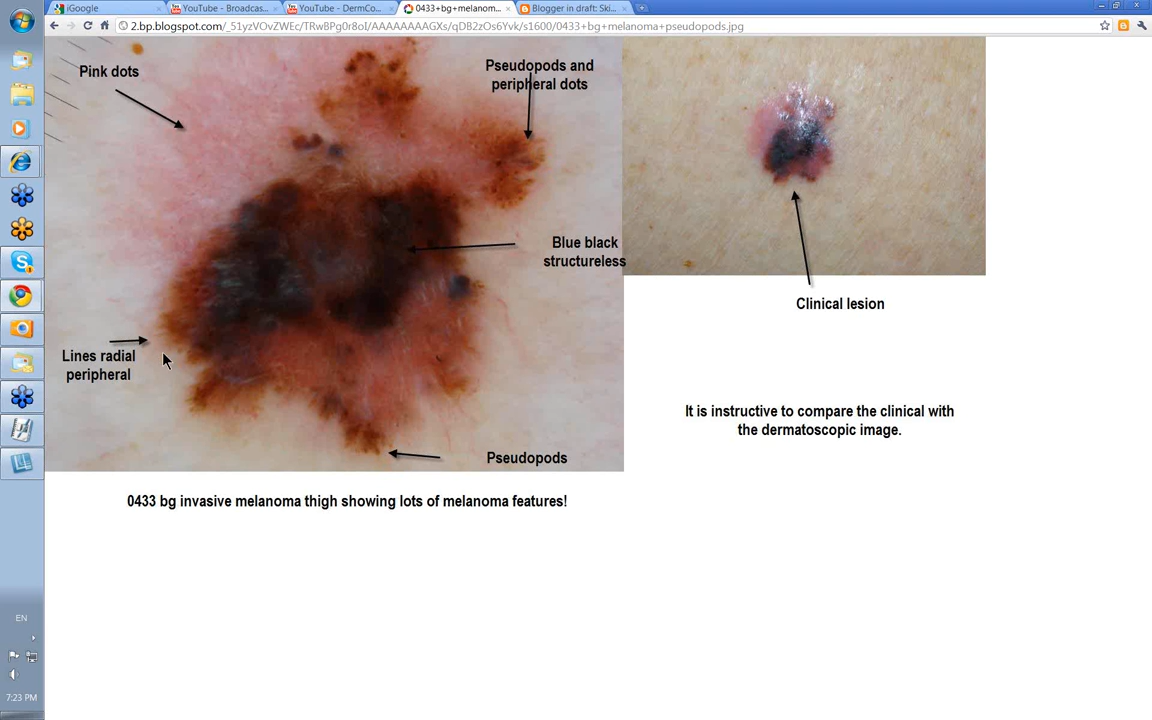 iGoogle
YouTube - Broadcas...
YouTube - DermCo...
0433+bg+melanom...
Blogger in draft: Ski...
2.bp.blogspot.com/_51yzVOvZWEc/TRwBPg0r8oI/AAAAAAAAGXs/qDB2zOs6Yvk/s1600/0433+bg+melanoma+pseudopods.jpg
Pink dots
Pseudopods and
peripheral dots
Blue black
structureless
Clinical lesion
Lines radial
peripheral
It is instructive to compare the clinical with
the dermatoscopic image.
Pseudopods
0433 bg invasive melanoma thigh showing lots of melanoma features!
EN
7:23 PM